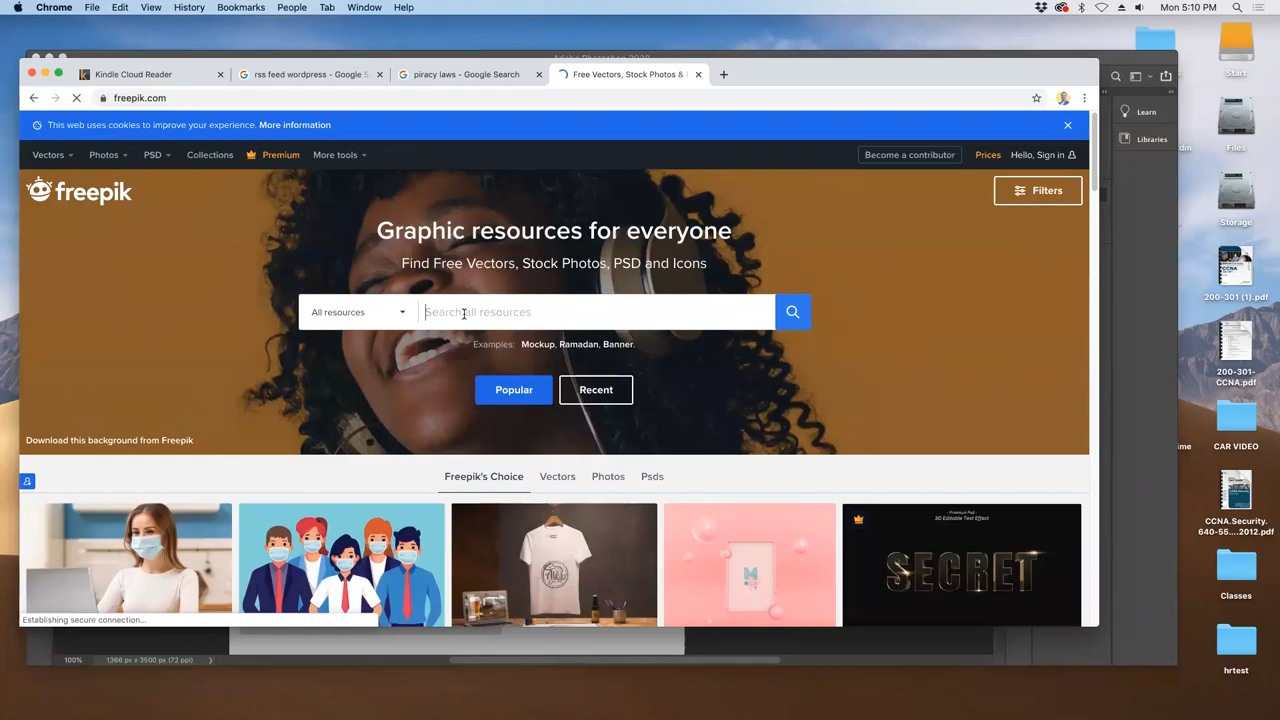 Chrome File Edit View History Bookmarks People Tab Window Help Mon 5:10 PM
Kindle Cloud Reader
rss feed wordpress - Google S
piracy laws - Google Search
Free Vectors, Stock Photos &
freepik.com
This web uses cookies to improve your experience. More information
Vectors Photos PSD Collections Premium More tools Become a contributor Prices Hello, Sign in
freepik
Filters
Graphic resources for everyone
Find Free Vectors, Stock Photos, PSD and Icons
All resources
Search all resources
Examples: Mockup, Ramadan, Banner.
Popular Recent
Download this background from Freepik
Freepik's Choice Vectors Photos Psds
- Premium Psd -
3D Editable Text Effect
SECRET
M
Establishing secure connection...
100% 1366 px x 3500 px (72 ppi)
Learn
Libraries
Start
Files
Storage
200-301 (1).pdf
200-301-
CCNA.pdf
CAR VIDEO
CCNA.Security.
640-55....2012.pdf
Classes
hrtest